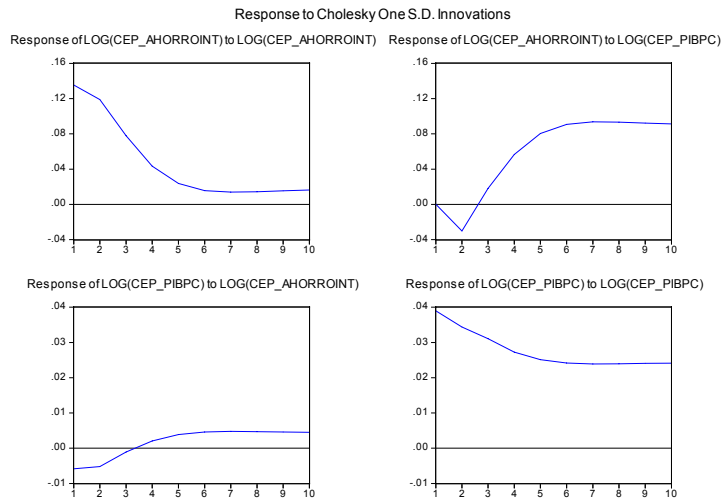 Response to Cholesky One S.D. Innovations
Response of LOG(CEP_AHORROINT) to LOG(CEP_AHORROINT)
.16
.12
.08
.04
.00
-.04
1 2 3 4 5 6 7 8 9 10
Response of LOG(CEP_AHORROINT) to LOG(CEP_PIBPC)
.16
.12
.08
.04
.00
-.04
1 2 3 4 5 6 7 8 9 10
Response of LOG(CEP_PIBPC) to LOG(CEP_AHORROINT)
.04
.03
.02
.01
.00
-.01
1 2 3 4 5 6 7 8 9 10
Response of LOG(CEP_PIBPC) to LOG(CEP_PIBPC)
.04
.03
.02
.01
.00
-.01
1 2 3 4 5 6 7 8 9 10